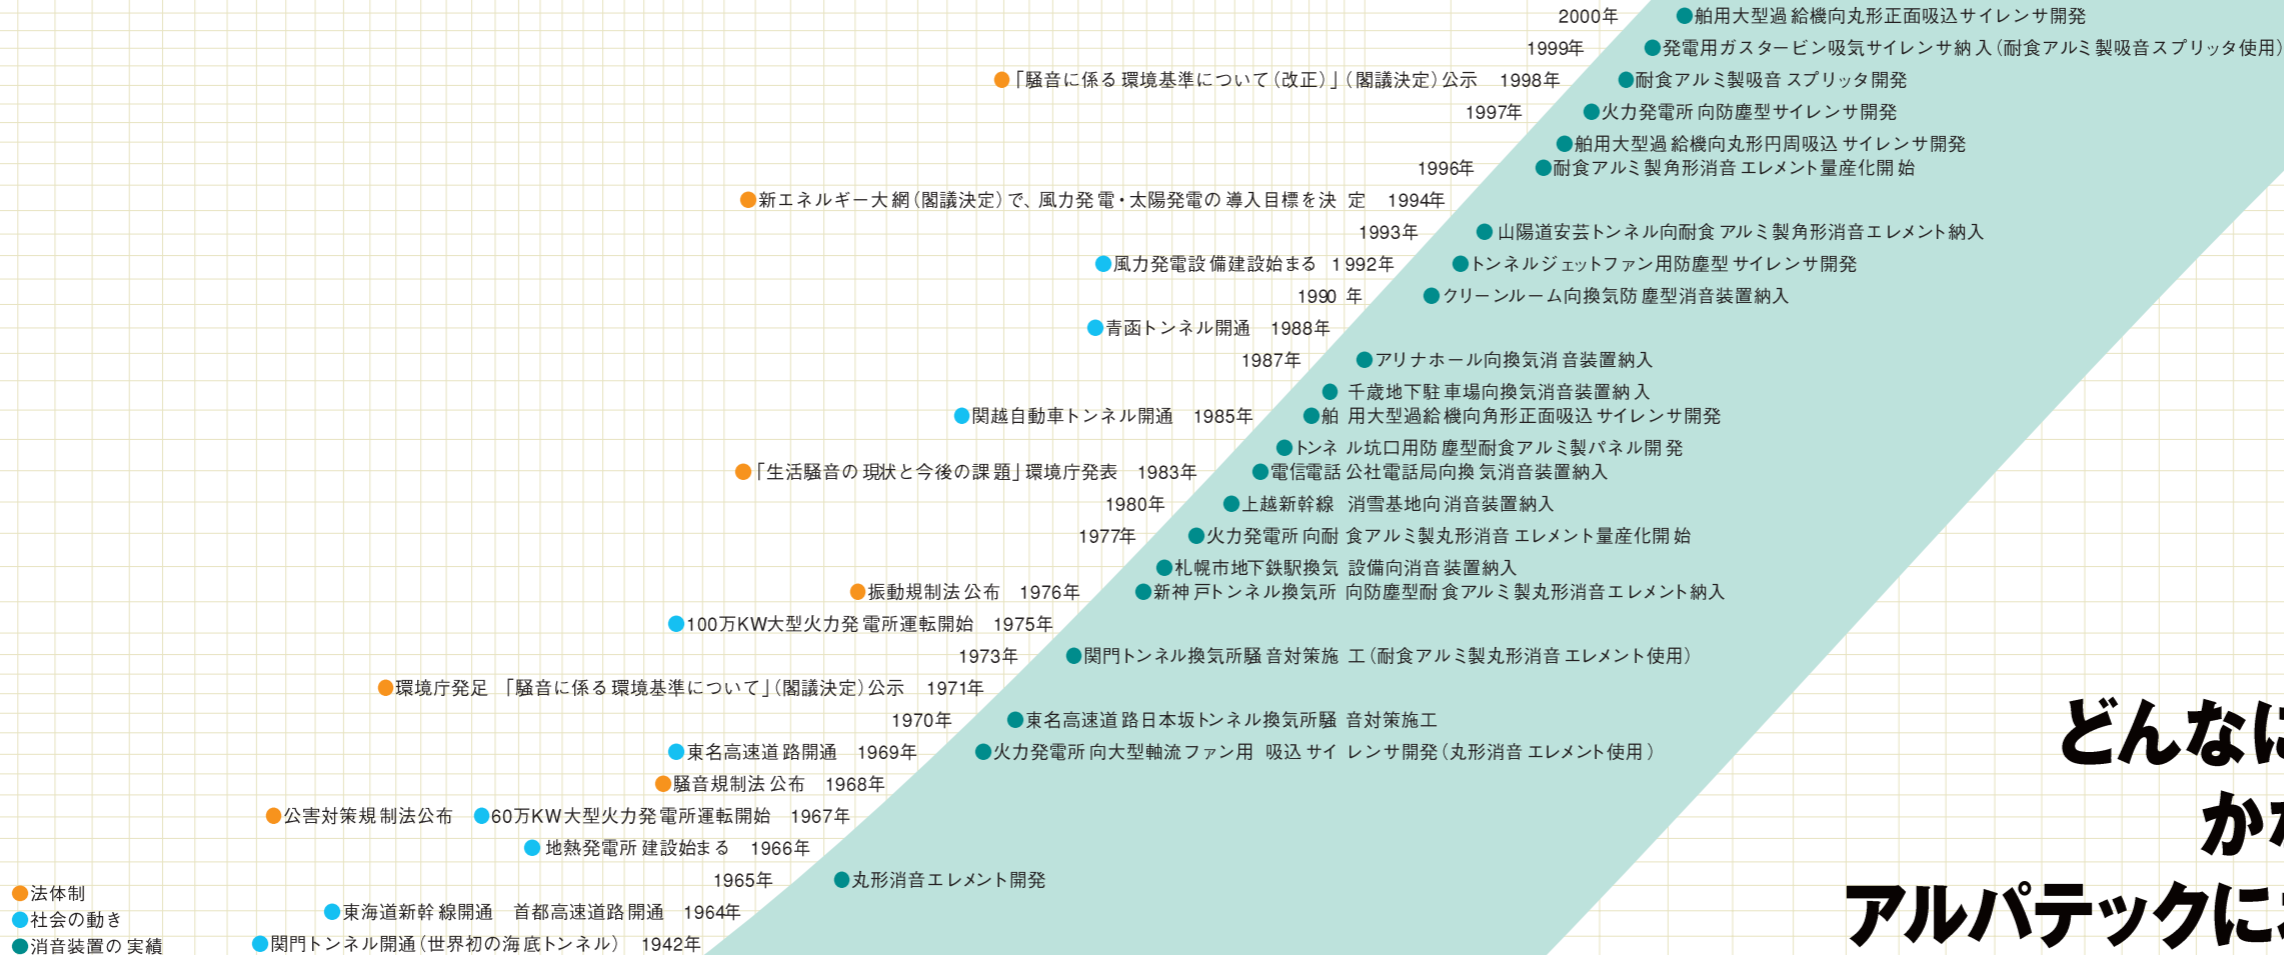 2000年 ●舶用大型過給機向丸形正面吸込サイレンサ開発
1999年 ●発電用ガスタービン吸気サイレンサ納入（耐食アルミ製吸音スプリッタ使用）
●「騒音に係る環境基準について（改正）」（閣議決定）公示 1998年 ●耐食アルミ製吸音スプリッタ開発
1997年 ●火力発電所向防塵型サイレンサ開発
●舶用大型過給機向丸形円周吸込サイレンサ開発
1996年 ●耐食アルミ製角形消音エレメント量産化開始
●新エネルギー大綱（閣議決定）で、風力発電・太陽発電の導入目標を決定 1994年
1993年 ●山陽道安芸トンネル向耐食アルミ製角形消音エレメント納入
●風力発電設備建設始まる 1992年 ●トンネルジェットファン用防塵型サイレンサ開発
1990年 ●クリーンルーム向換気防塵型消音装置納入
●青函トンネル開通 1988年
1987年 ●アリナホール向換気消音装置納入
●千歳地下駐車場向換気消音装置納入
●関越自動車トンネル開通 1985年 ●舶用大型過給機向角形正面吸込サイレンサ開発
●トンネル坑口用防塵型耐食アルミ製パネル開発
●「生活騒音の現状と今後の課題」環境庁発表 1983年 ●電信電話公社電話局向換気消音装置納入
1980年 ●上越新幹線 消雪基地向消音装置納入
1977年 ●火力発電所向耐食アルミ製丸形消音エレメント量産化開始
●札幌市地下鉄駅換気設備向消音装置納入
●振動規制法公布 1976年 ●新神戸トンネル換気所向防塵型耐食アルミ製丸形消音エレメント納入
●100万KW大型火力発電所運転開始 1975年
1973年 ●関門トンネル換気所騒音対策施工（耐食アルミ製丸形消音エレメント使用）
●環境庁発足 「騒音に係る環境基準について」（閣議決定）公示 1971年
1970年 ●東名高速道路日本坂トンネル換気所騒音対策施工
●東名高速道路開通 1969年 ●火力発電所向大型軸流ファン用 吸込サイレンサ開発（丸形消音エレメント使用）
●騒音規制法公布 1968年
●公害対策規制法公布 ●60万KW大型火力発電所運転開始 1967年
●地熱発電所建設始まる 1966年
1965年 ●丸形消音エレメント開発
●東海道新幹線開通 首都高速道路開通 1964年
●関門トンネル開通（世界初の海底トンネル） 1942年
●法体制
●社会の動き
●消音装置の実績
どんなに
か
アルパテックに